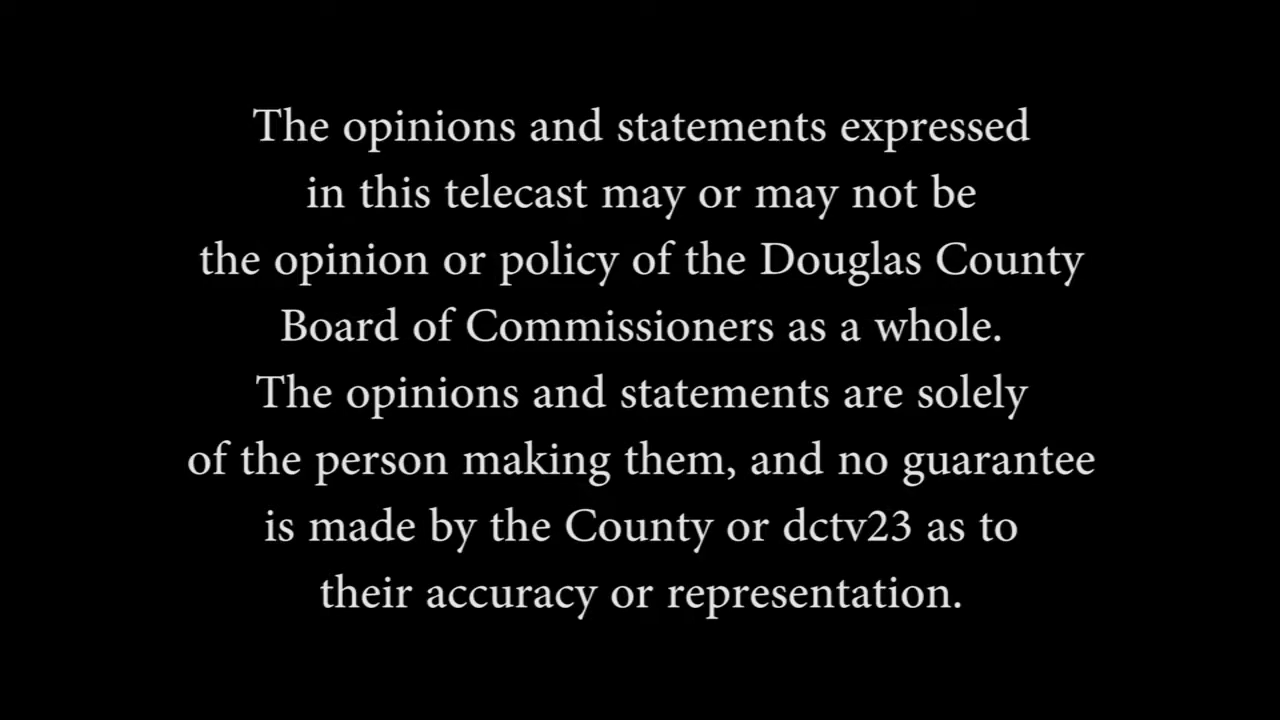 The opinions and statements expressed
in this telecast may or may not be
the opinion or policy of the Douglas County
Board of Commissioners as a whole.
The opinions and statements are solely
of the person making them, and no guarantee
is made by the County or dctv23 as to
their accuracy or representation.